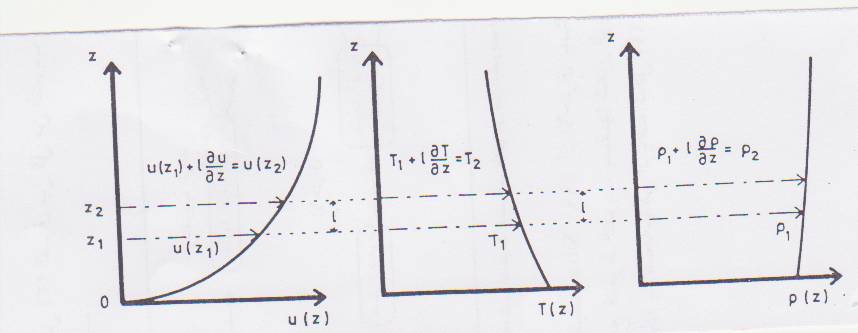 z
u(z₁) + l ∂u/∂z = u(z₂)
z₂
z₁
u(z₁)
0
u(z)
l
z
T₁ + l ∂T/∂z = T₂
T₁
T(z)
l
z
ρ₁ + l ∂ρ/∂z = ρ₂
ρ₁
ρ(z)